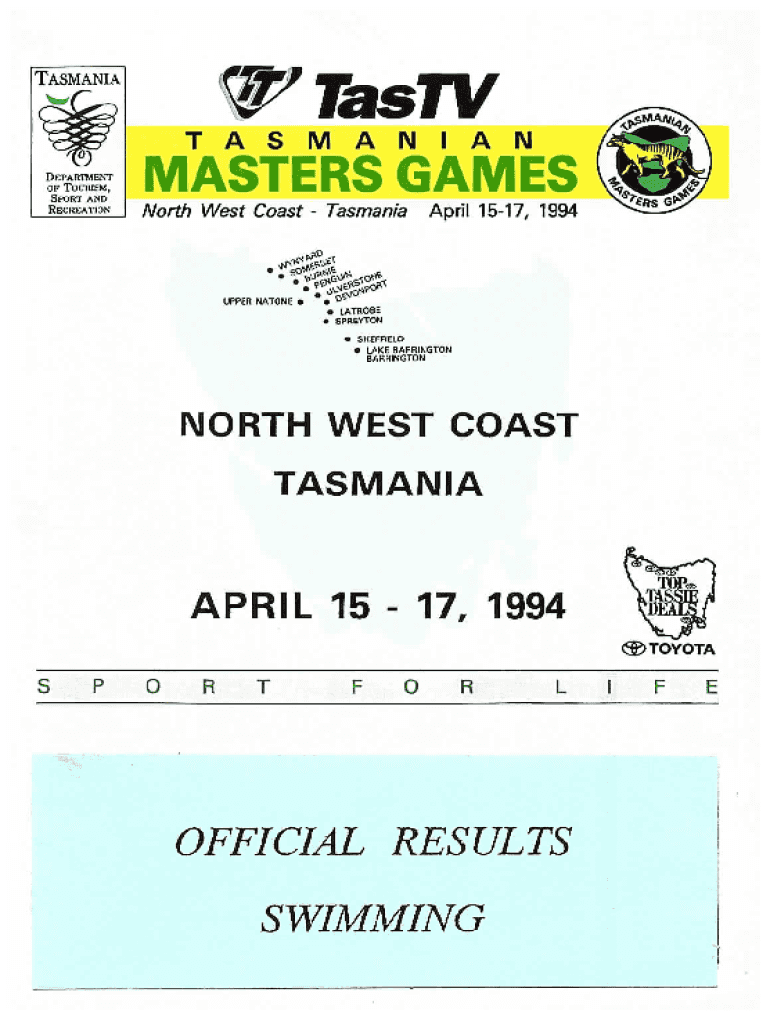 TASMANIA
DEPARTMENT
OF TOURISM,
SPORT AND
RECREATION
TT TasTV
TASMANIAN
MASTERS GAMES
North West Coast - Tasmania April 15-17, 1994
TASMANIAN
MASTERS GAMES
WYNYARD
SOMERSET
BURNIE
PENGUIN
ULVERSTONE
DEVONPORT
UPPER NATONE
LATROBE
SPREYTON
SHEFFIELD
LAKE BARRINGTON
BARRINGTON
NORTH WEST COAST
TASMANIA
APRIL 15 - 17, 1994
TOP
TASSIE
DEALS
TOYOTA
SPORT FOR LIFE
OFFICIAL RESULTS
SWIMMING